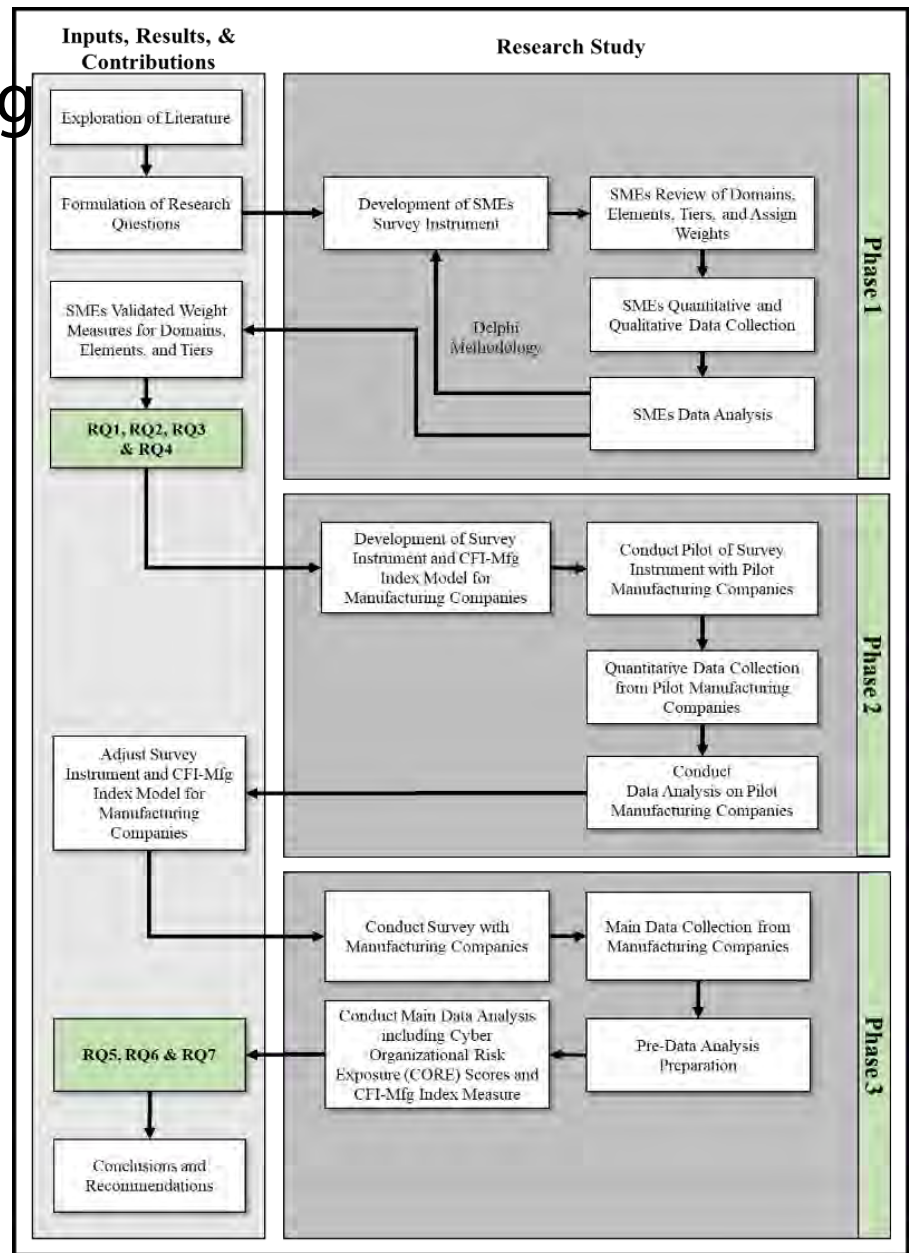 Inputs, Results, &
Contributions
Research Study
g
Exploration of Literature
Formulation of Research
Questions
Development of SMEs
Survey Instrument
SMEs Review of Domains,
Elements, Tiers, and Assign
Weights
SMEs Quantitative and
Qualitative Data Collection
SMEs Data Analysis
Delphi
Methodology
SMEs Validated Weight
Measures for Domains,
Elements, and Tiers
RQ1, RQ2, RQ3
& RQ4
Phase 1
Development of Survey
Instrument and CFI-Mfg
Index Model for
Manufacturing Companies
Conduct Pilot of Survey
Instrument with Pilot
Manufacturing Companies
Quantitative Data Collection
from Pilot Manufacturing
Companies
Conduct
Data Analysis on Pilot
Manufacturing Companies
Adjust Survey
Instrument and CFI-Mfg
Index Model for
Manufacturing
Companies
Phase 2
Conduct Survey with
Manufacturing Companies
Main Data Collection from
Manufacturing Companies
Pre-Data Analysis
Preparation
Conduct Main Data Analysis
including Cyber
Organizational Risk
Exposure (CORE) Scores and
CFI-Mfg Index Measure
RQ5, RQ6 & RQ7
Conclusions and
Recommendations
Phase 3